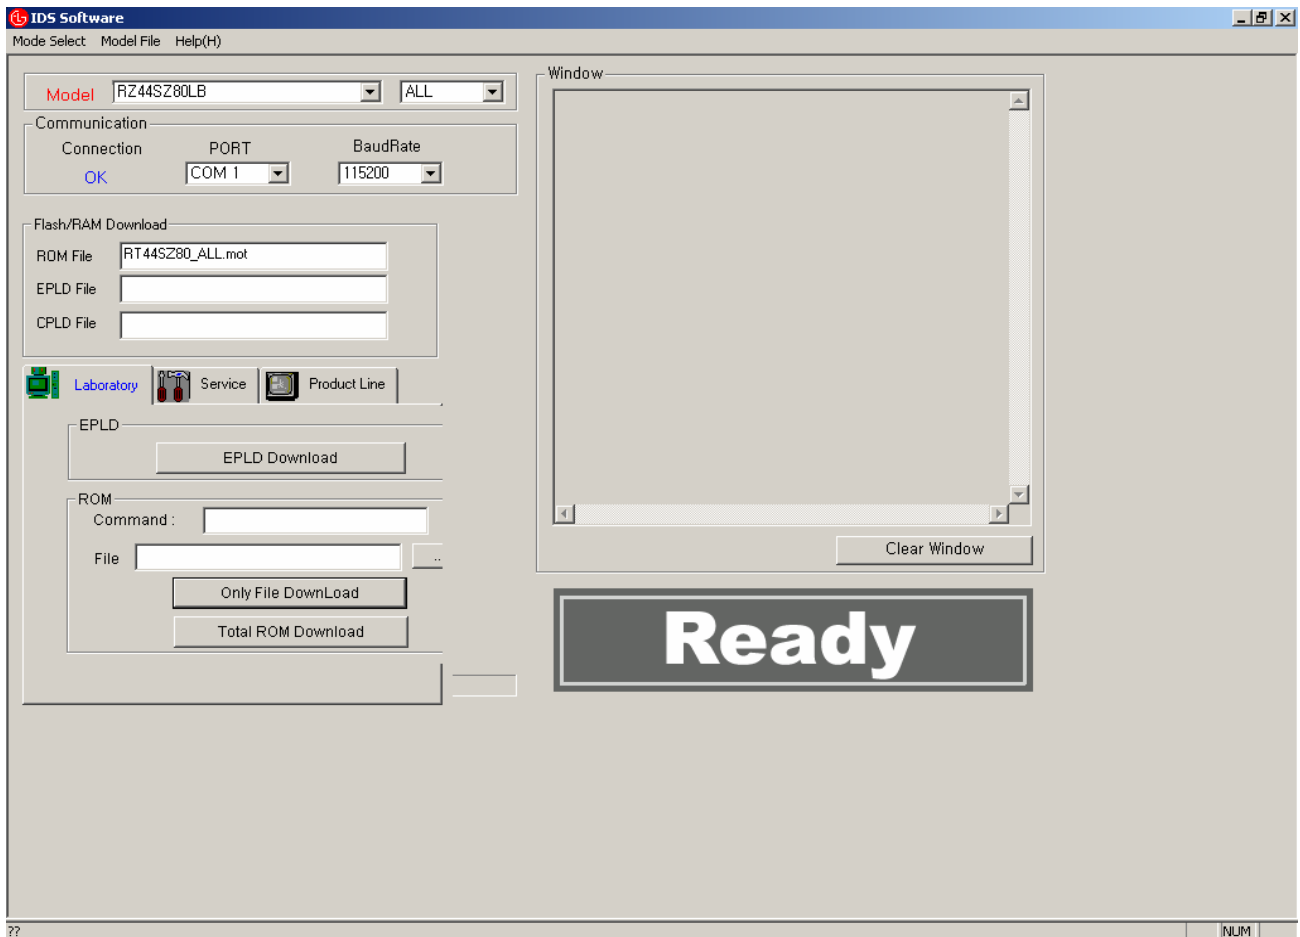 IDS Software
Mode Select Model File Help(H)
Model RZ44SZ80LB ALL
Communication
Connection PORT BaudRate
OK COM 1 115200
Flash/RAM Download
ROM File RT44SZ80_ALL.mot
EPLD File
CPLD File
Laboratory Service Product Line
EPLD
EPLD Download
ROM
Command :
File ..
Only File DownLoad
Total ROM Download
Window
Clear Window
Ready
?? NUM